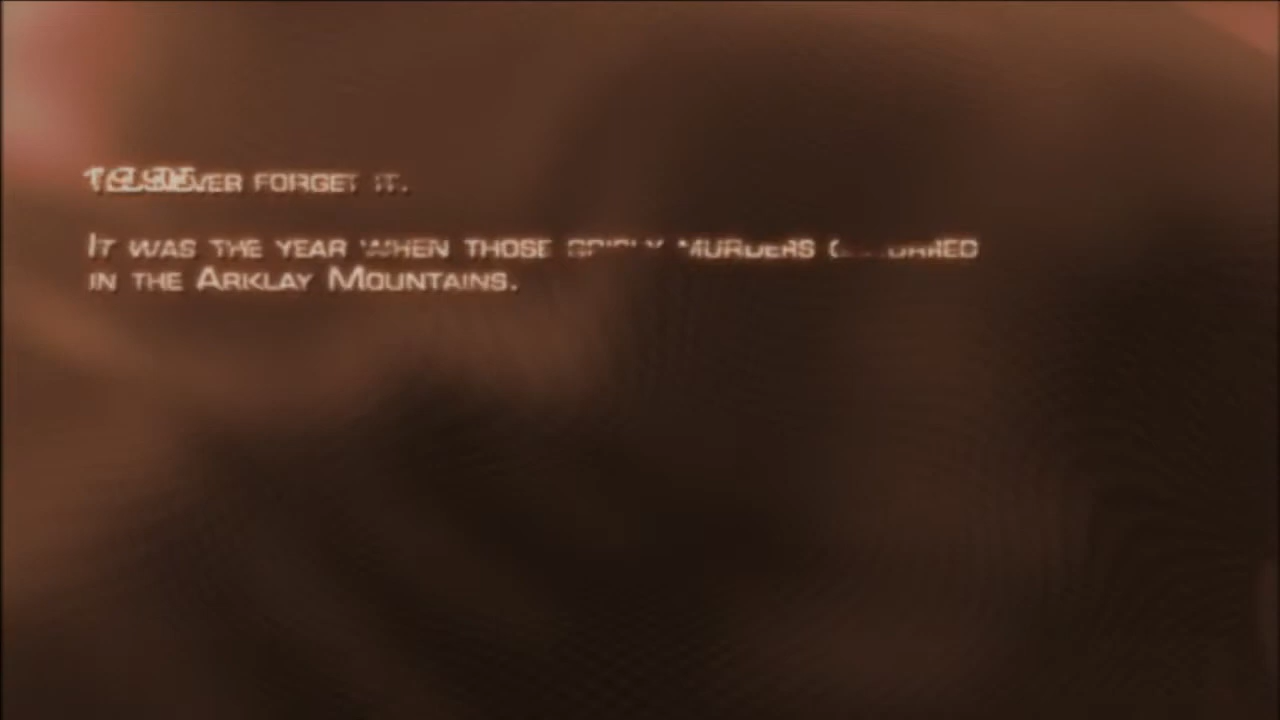 FORGET IT.
IT WAS THE YEAR WHEN THOSE MURDERS
IN THE ARKLAY MOUNTAINS.